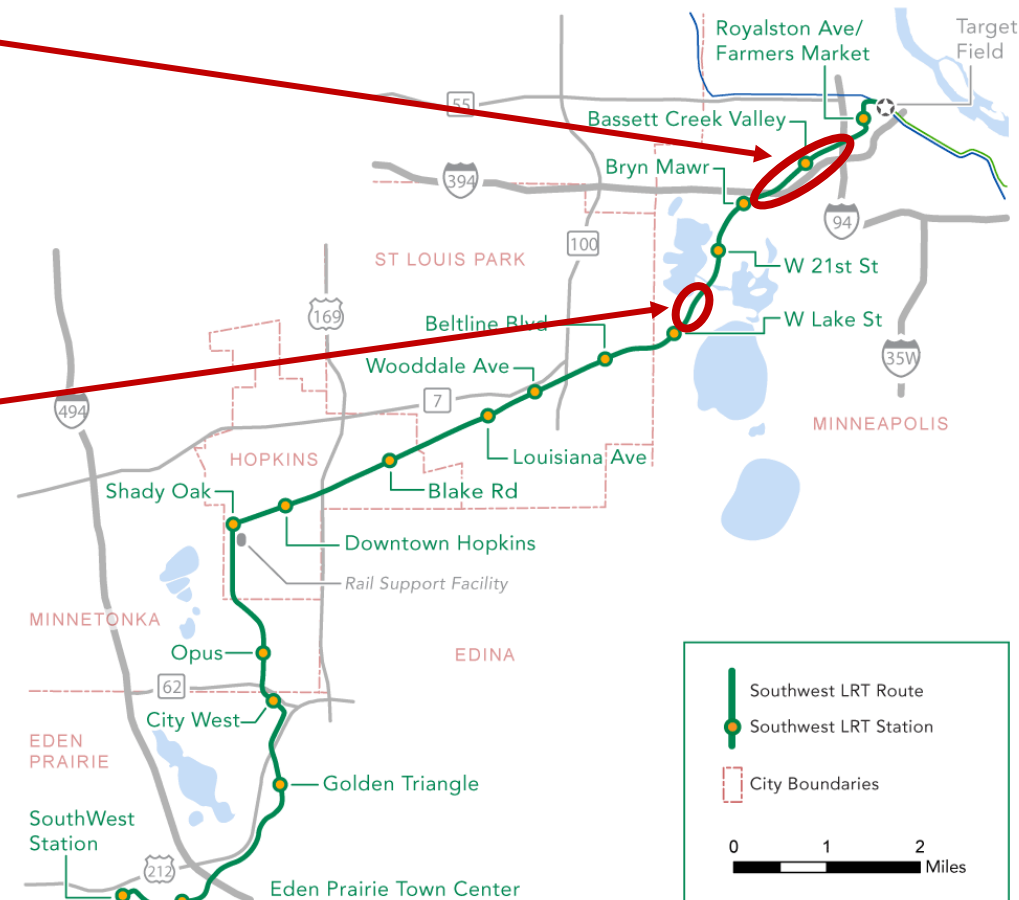 Royalston Ave/
Farmers Market
Target
Field
55
Bassett Creek Valley
Bryn Mawr
394
94
100
ST LOUIS PARK
W 21st St
169
Beltline Blvd
W Lake St
35W
Wooddale Ave
7
494
MINNEAPOLIS
HOPKINS
Louisiana Ave
Shady Oak
Blake Rd
Downtown Hopkins
Rail Support Facility
MINNETONKA
Opus
EDINA
62
City West
EDEN
PRAIRIE
Golden Triangle
SouthWest
Station
212
Eden Prairie Town Center
Southwest LRT Route
Southwest LRT Station
City Boundaries
0 1 2
Miles